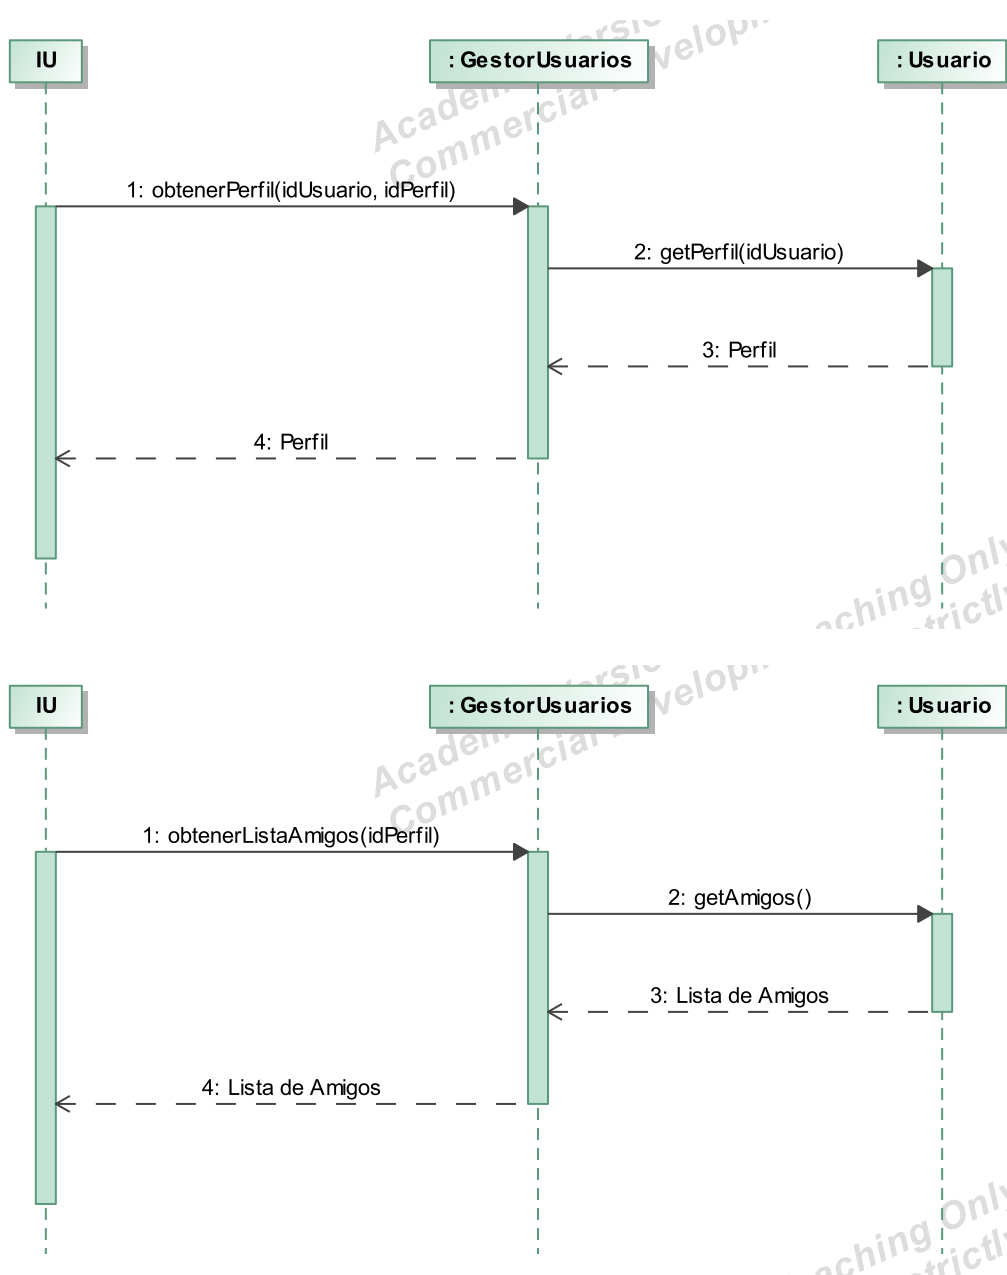 IU
: GestorUsuarios
: Usuario
1: obtenerPerfil(idUsuario, idPerfil)
2: getPerfil(idUsuario)
3: Perfil
4: Perfil
IU
: GestorUsuarios
: Usuario
1: obtenerListaAmigos(idPerfil)
2: getAmigos()
3: Lista de Amigos
4: Lista de Amigos